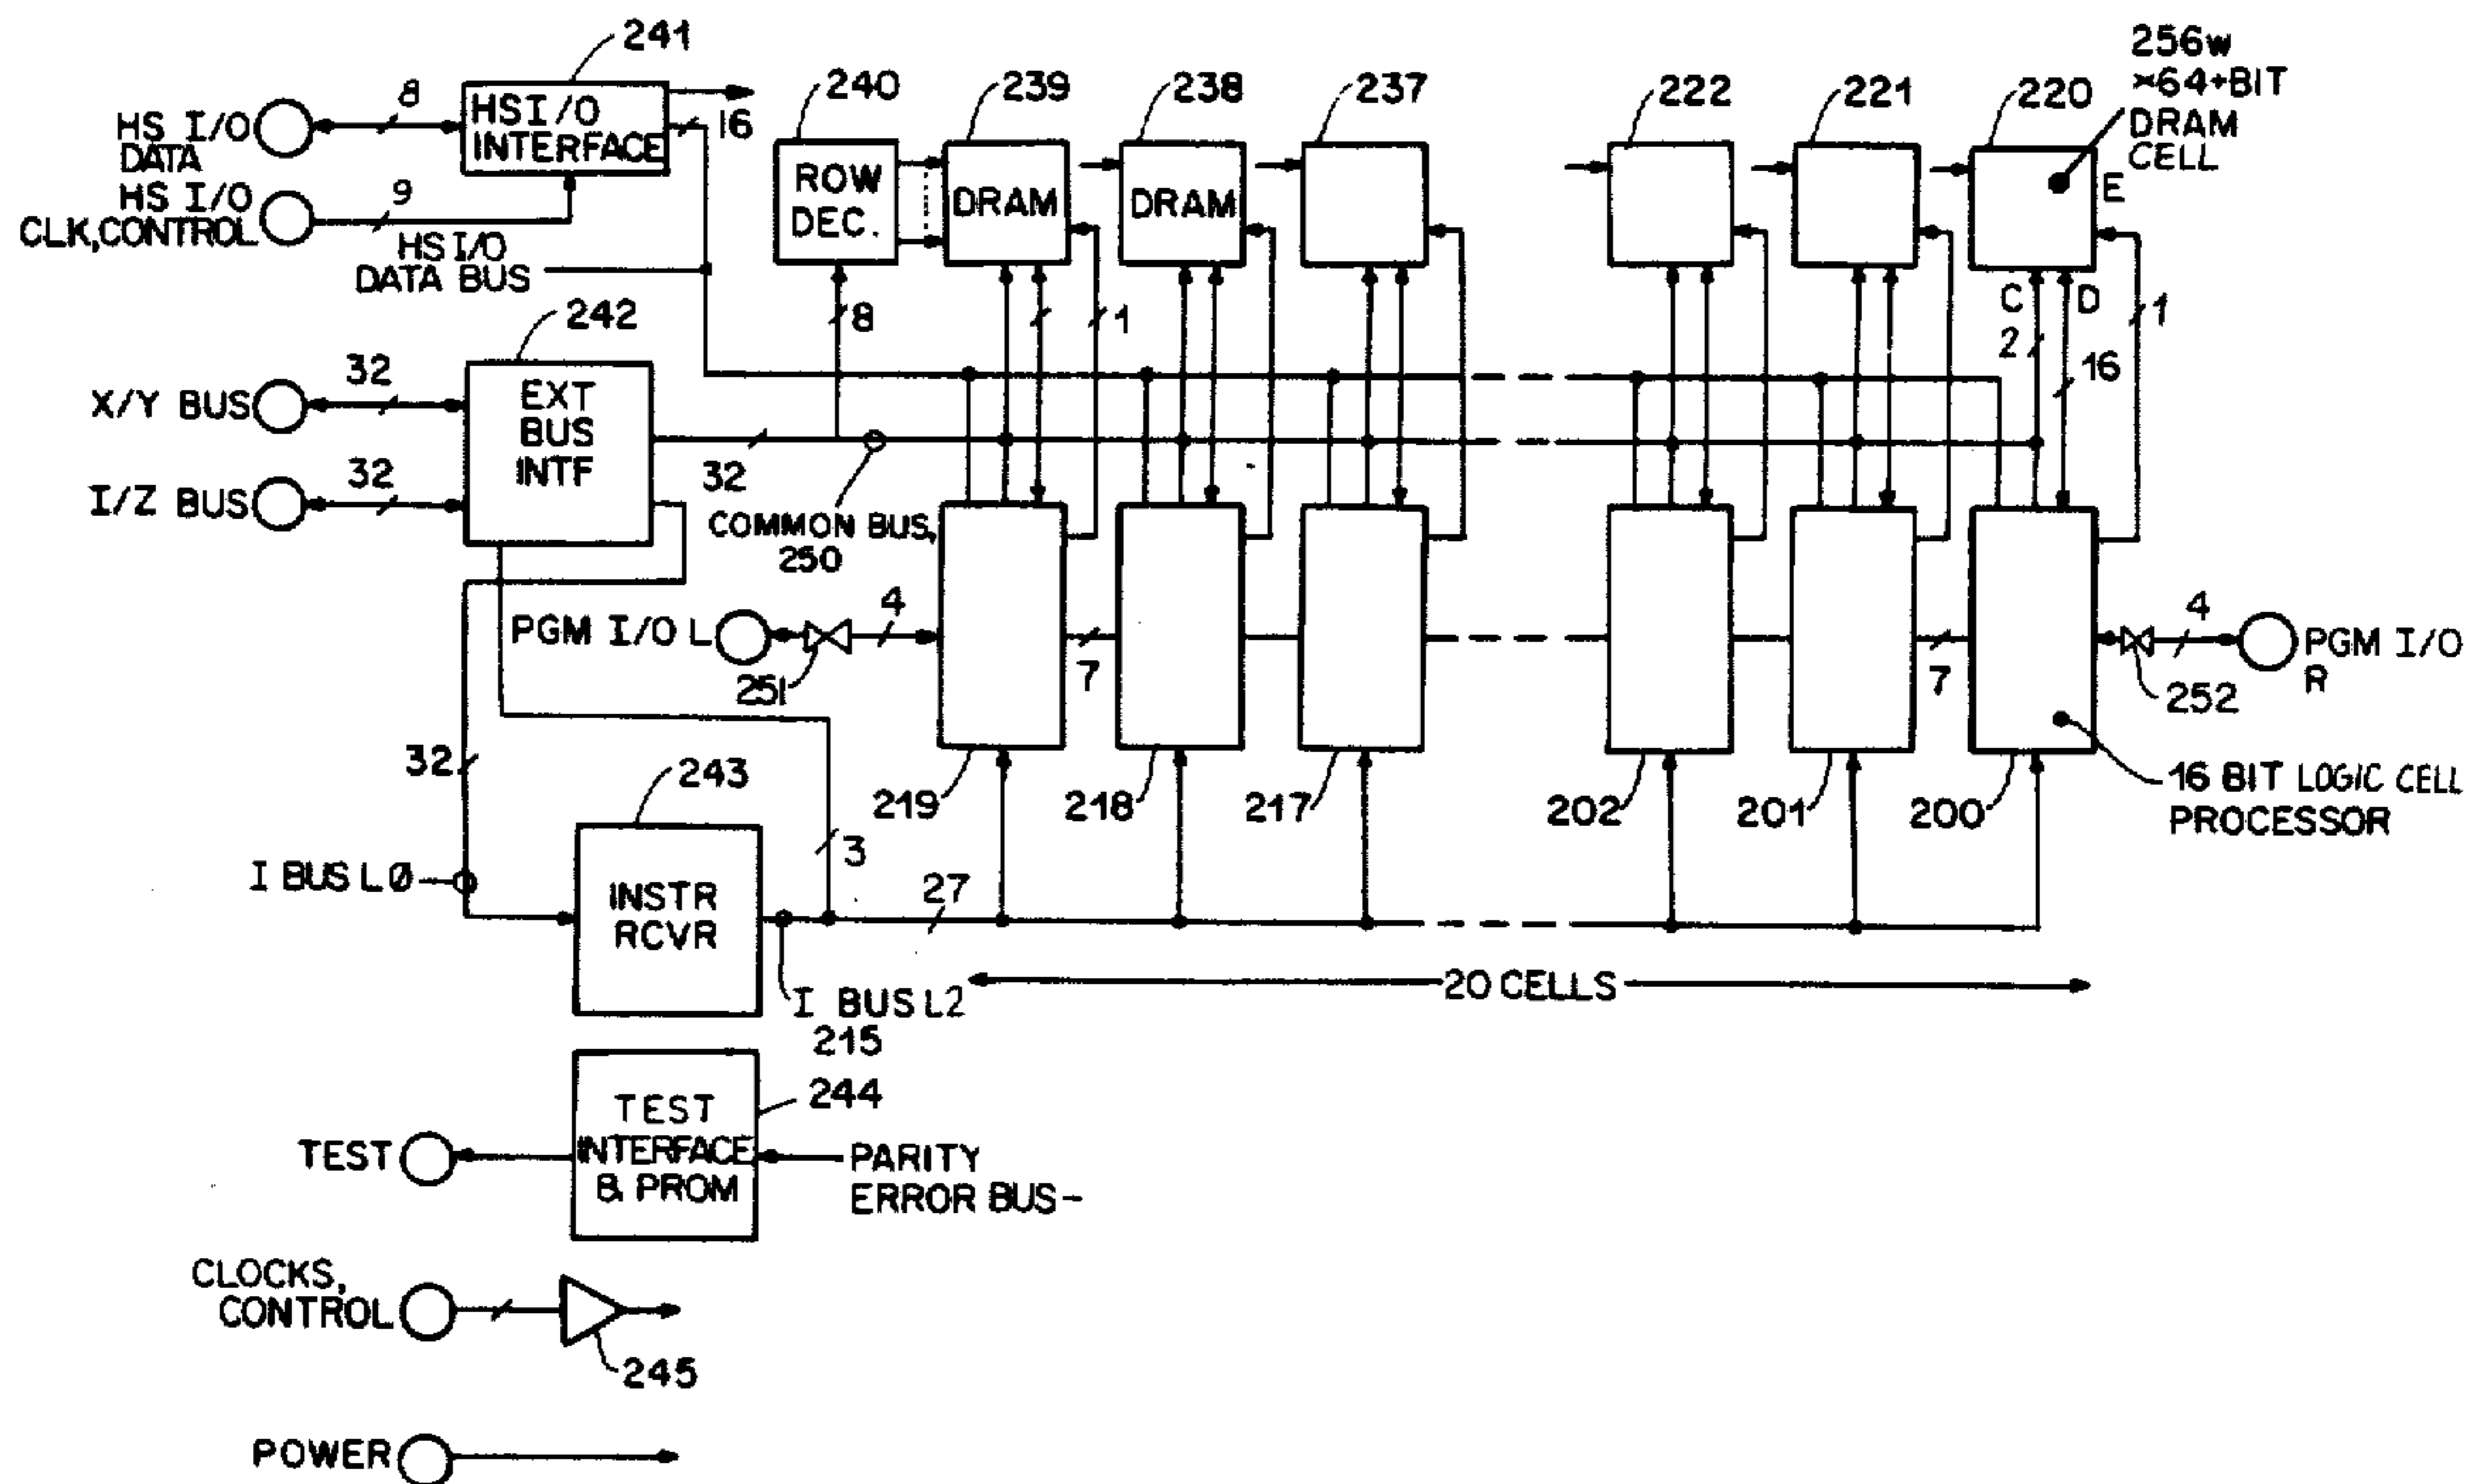 241
HS I/O
DATA
8
HSI/O
INTERFACE
16
HS I/O
CLK,CONTROL
9
HS I/O
DATA BUS
240
ROW
DEC.
8
239
DRAM
1
238
DRAM
237
222
221
220
256w
×64+BIT
DRAM
CELL
E
C
D
2
16
1
242
X/Y BUS
32
I/Z BUS
32
EXT
BUS
INTF
32
COMMON BUS,
250
PGM I/O L
251
4
7
7
4
PGM I/O
R
252
219
218
217
202
201
200
16 BIT LOGIC CELL
PROCESSOR
32
243
I BUS L0
INSTR
RCVR
3
27
I BUS L2
215
20 CELLS
244
TEST
TEST
INTERFACE
& PROM
PARITY
ERROR BUS-
CLOCKS,
CONTROL
245
POWER